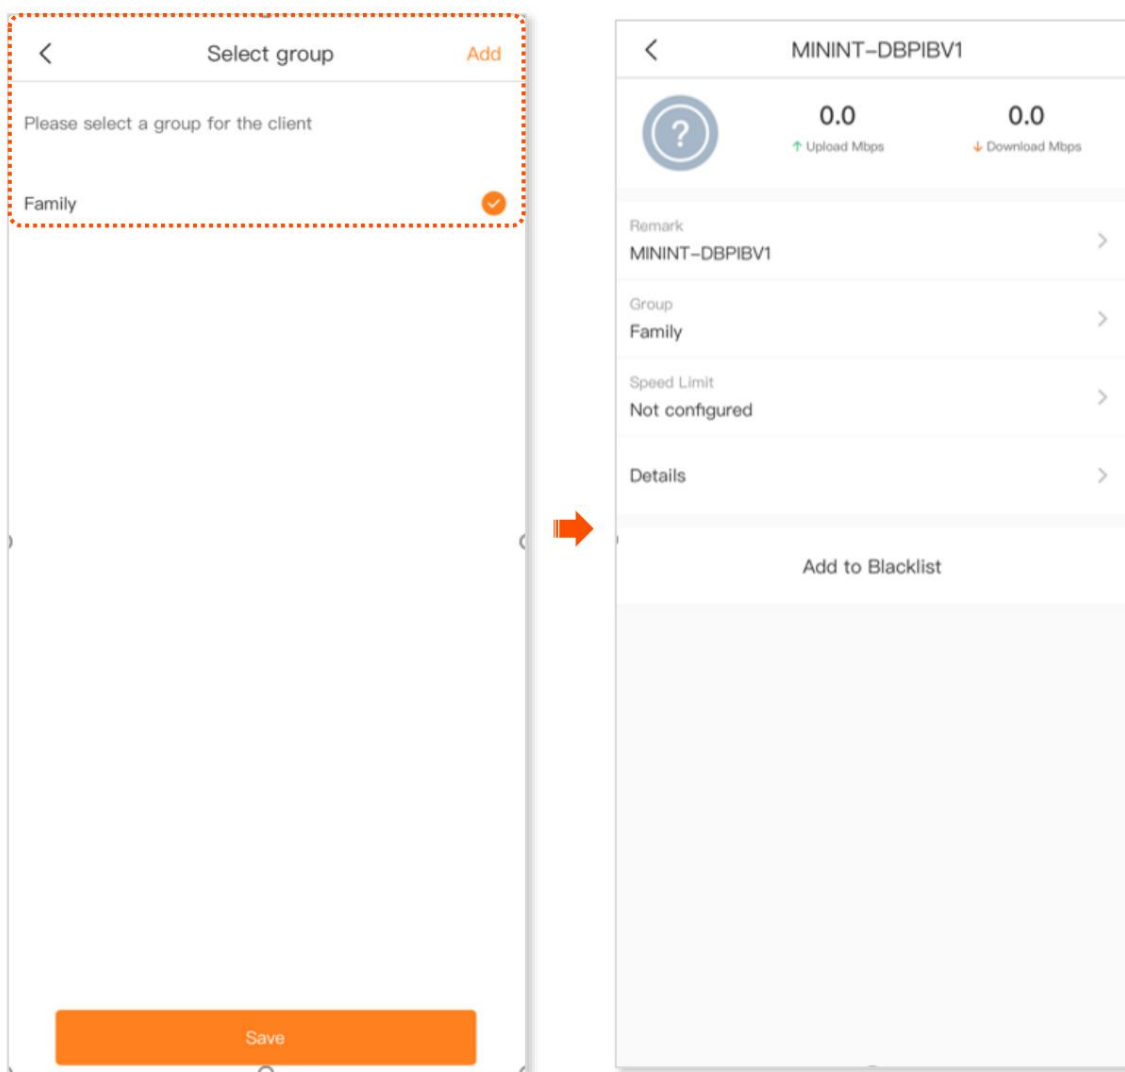 Select group
Add
Please select a group for the client
Family
Save
MININT-DBPIBV1
?
0.0
0.0
↑ Upload Mbps
↓ Download Mbps
Remark
MININT-DBPIBV1
Group
Family
Speed Limit
Not configured
Details
Add to Blacklist